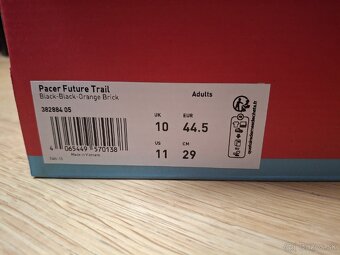 Pacer Future Trail
Black-Black-Orange Brick
Adults
382884 05
UK
EUR
10
44.5
US
CM
11
29
4 065449 570138
Made in Vietnam